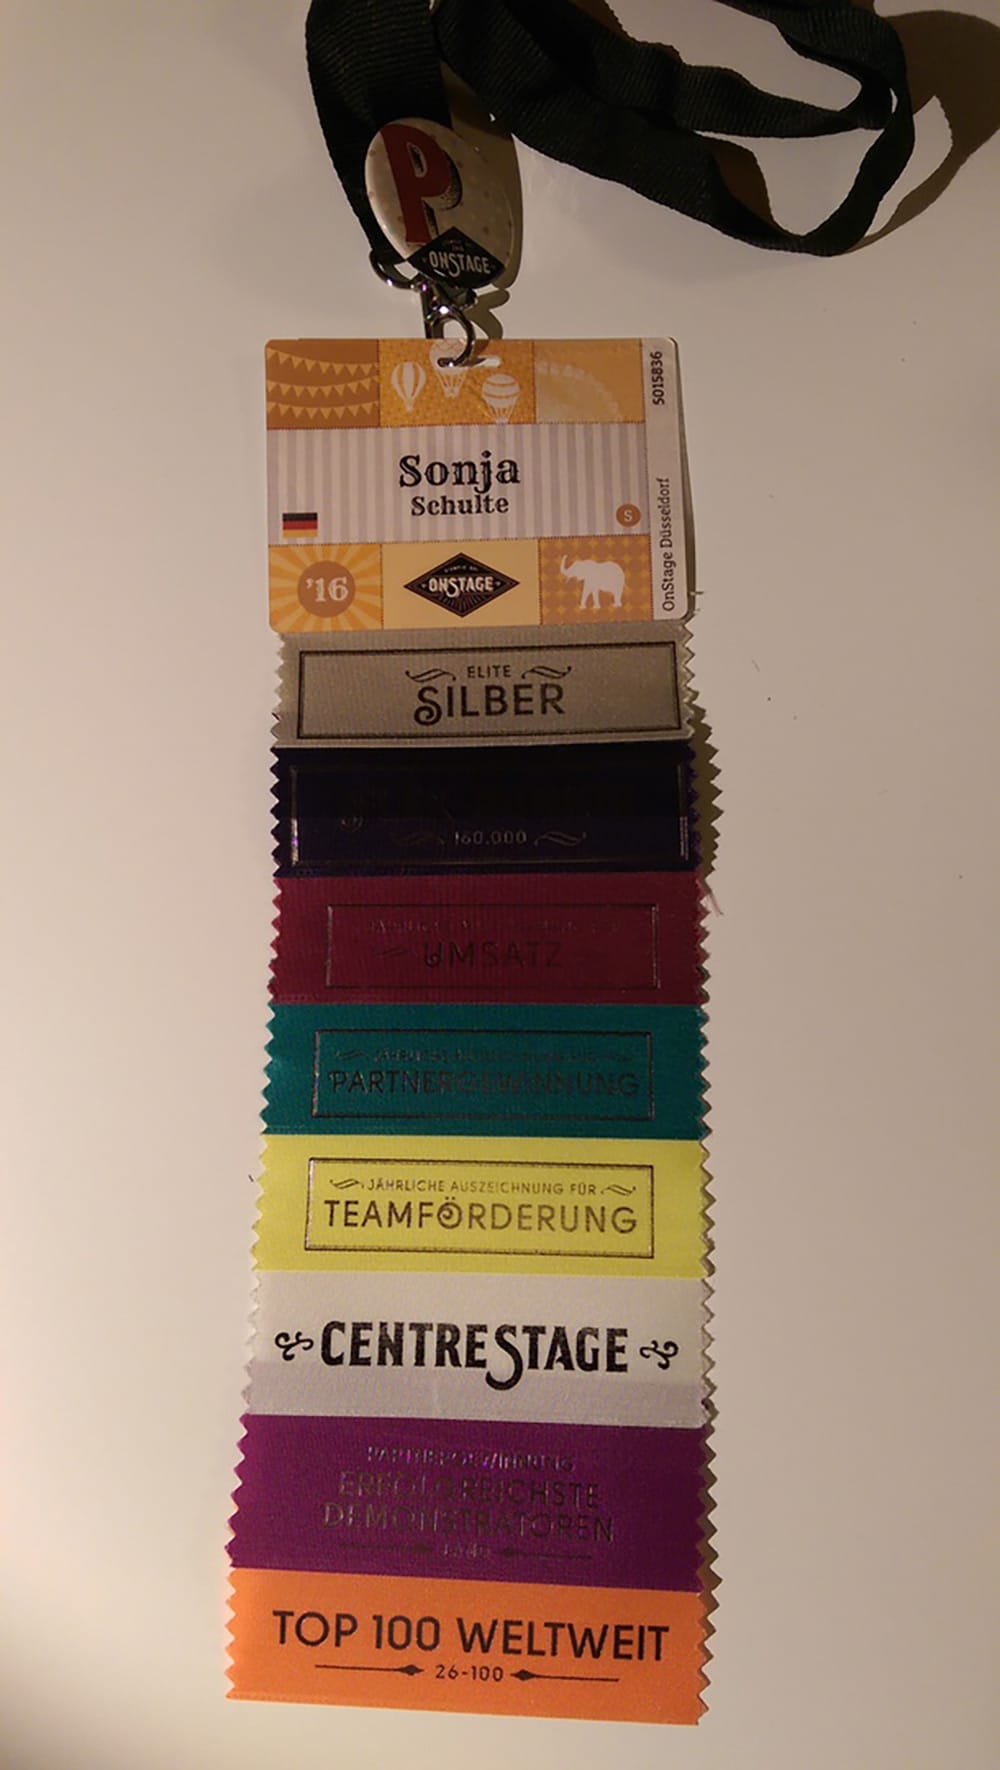 P
ONSTAGE
5015836
Sonja
Schulte
S
OnStage Düsseldorf
'16
ONSTAGE
ELITE
SILBER
160.000
UMSATZ
JÄHRLICHE
PARTNERGEWINNUNG
JÄHRLICHE AUSZEICHNUNG FÜR
TEAMFÖRDERUNG
CENTRESTAGE
PARTNERGEWINNUNG
ERFOLGREICHSTE
DEMONSTRATOREN
TOP 100 WELTWEIT
26-100